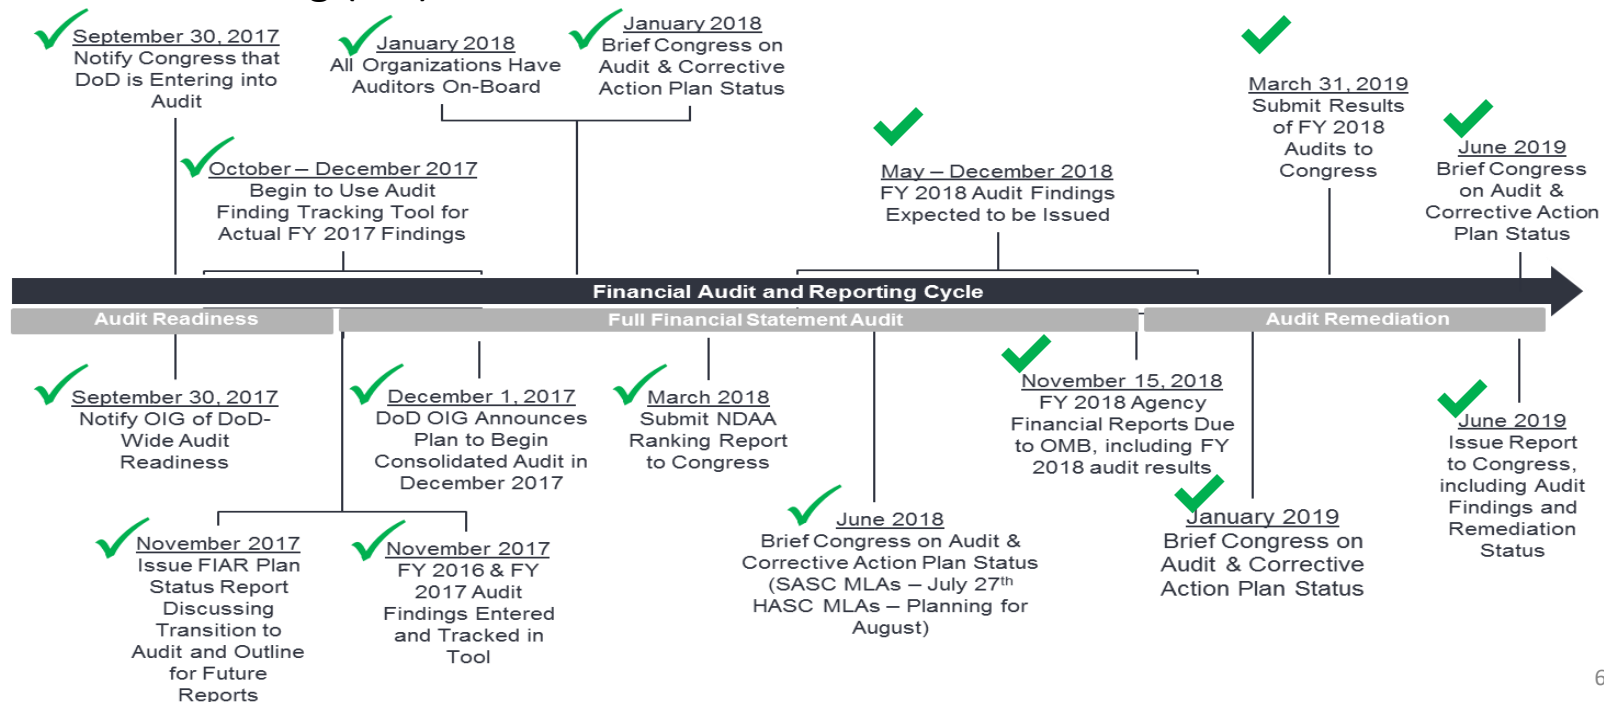 September 30, 2017
Notify Congress that
DoD is Entering into
Audit
January 2018
All Organizations Have
Auditors On-Board
January 2018
Brief Congress on
Audit & Corrective
Action Plan Status
October – December 2017
Begin to Use Audit
Finding Tracking Tool for
Actual FY 2017 Findings
May – December 2018
FY 2018 Audit Findings
Expected to be Issued
March 31, 2019
Submit Results
of FY 2018
Audits to
Congress
June 2019
Brief Congress
on Audit &
Corrective Action
Plan Status
Financial Audit and Reporting Cycle
Audit Readiness
Full Financial Statement Audit
Audit Remediation
September 30, 2017
Notify OIG of DoD-
Wide Audit
Readiness
December 1, 2017
DoD OIG Announces
Plan to Begin
Consolidated Audit in
December 2017
March 2018
Submit NDAA
Ranking Report
to Congress
November 15, 2018
FY 2018 Agency
Financial Reports Due
to OMB, including FY
2018 audit results
June 2019
Issue Report
to Congress,
including Audit
Findings and
Remediation
Status
November 2017
Issue FIAR Plan
Status Report
Discussing
Transition to
Audit and Outline
for Future
Reports
November 2017
FY 2016 & FY
2017 Audit
Findings Entered
and Tracked in
Tool
June 2018
Brief Congress on Audit &
Corrective Action Plan Status
(SASC MLAs – July 27th
HASC MLAs – Planning for
August)
January 2019
Brief Congress on
Audit & Corrective
Action Plan Status
6